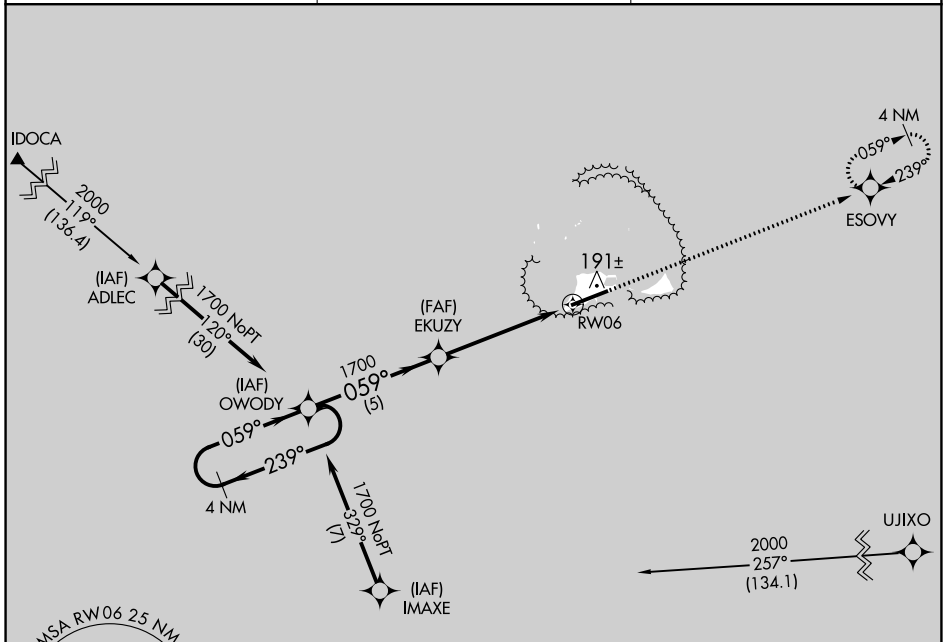 4 NM
059°
239°
ESOVY
IDOCA
2000
119°
(136.4)
(IAF)
ADLEC
1700 NoPT
120°
(30)
191±
RW06
(FAF)
EKUZY
1700
059°
(5)
(IAF)
OWODY
059°
239°
4 NM
1700 NoPT
329°
(7)
(IAF)
IMAXE
UJIXO
2000
257°
(134.1)
MSA RW06 25 NM